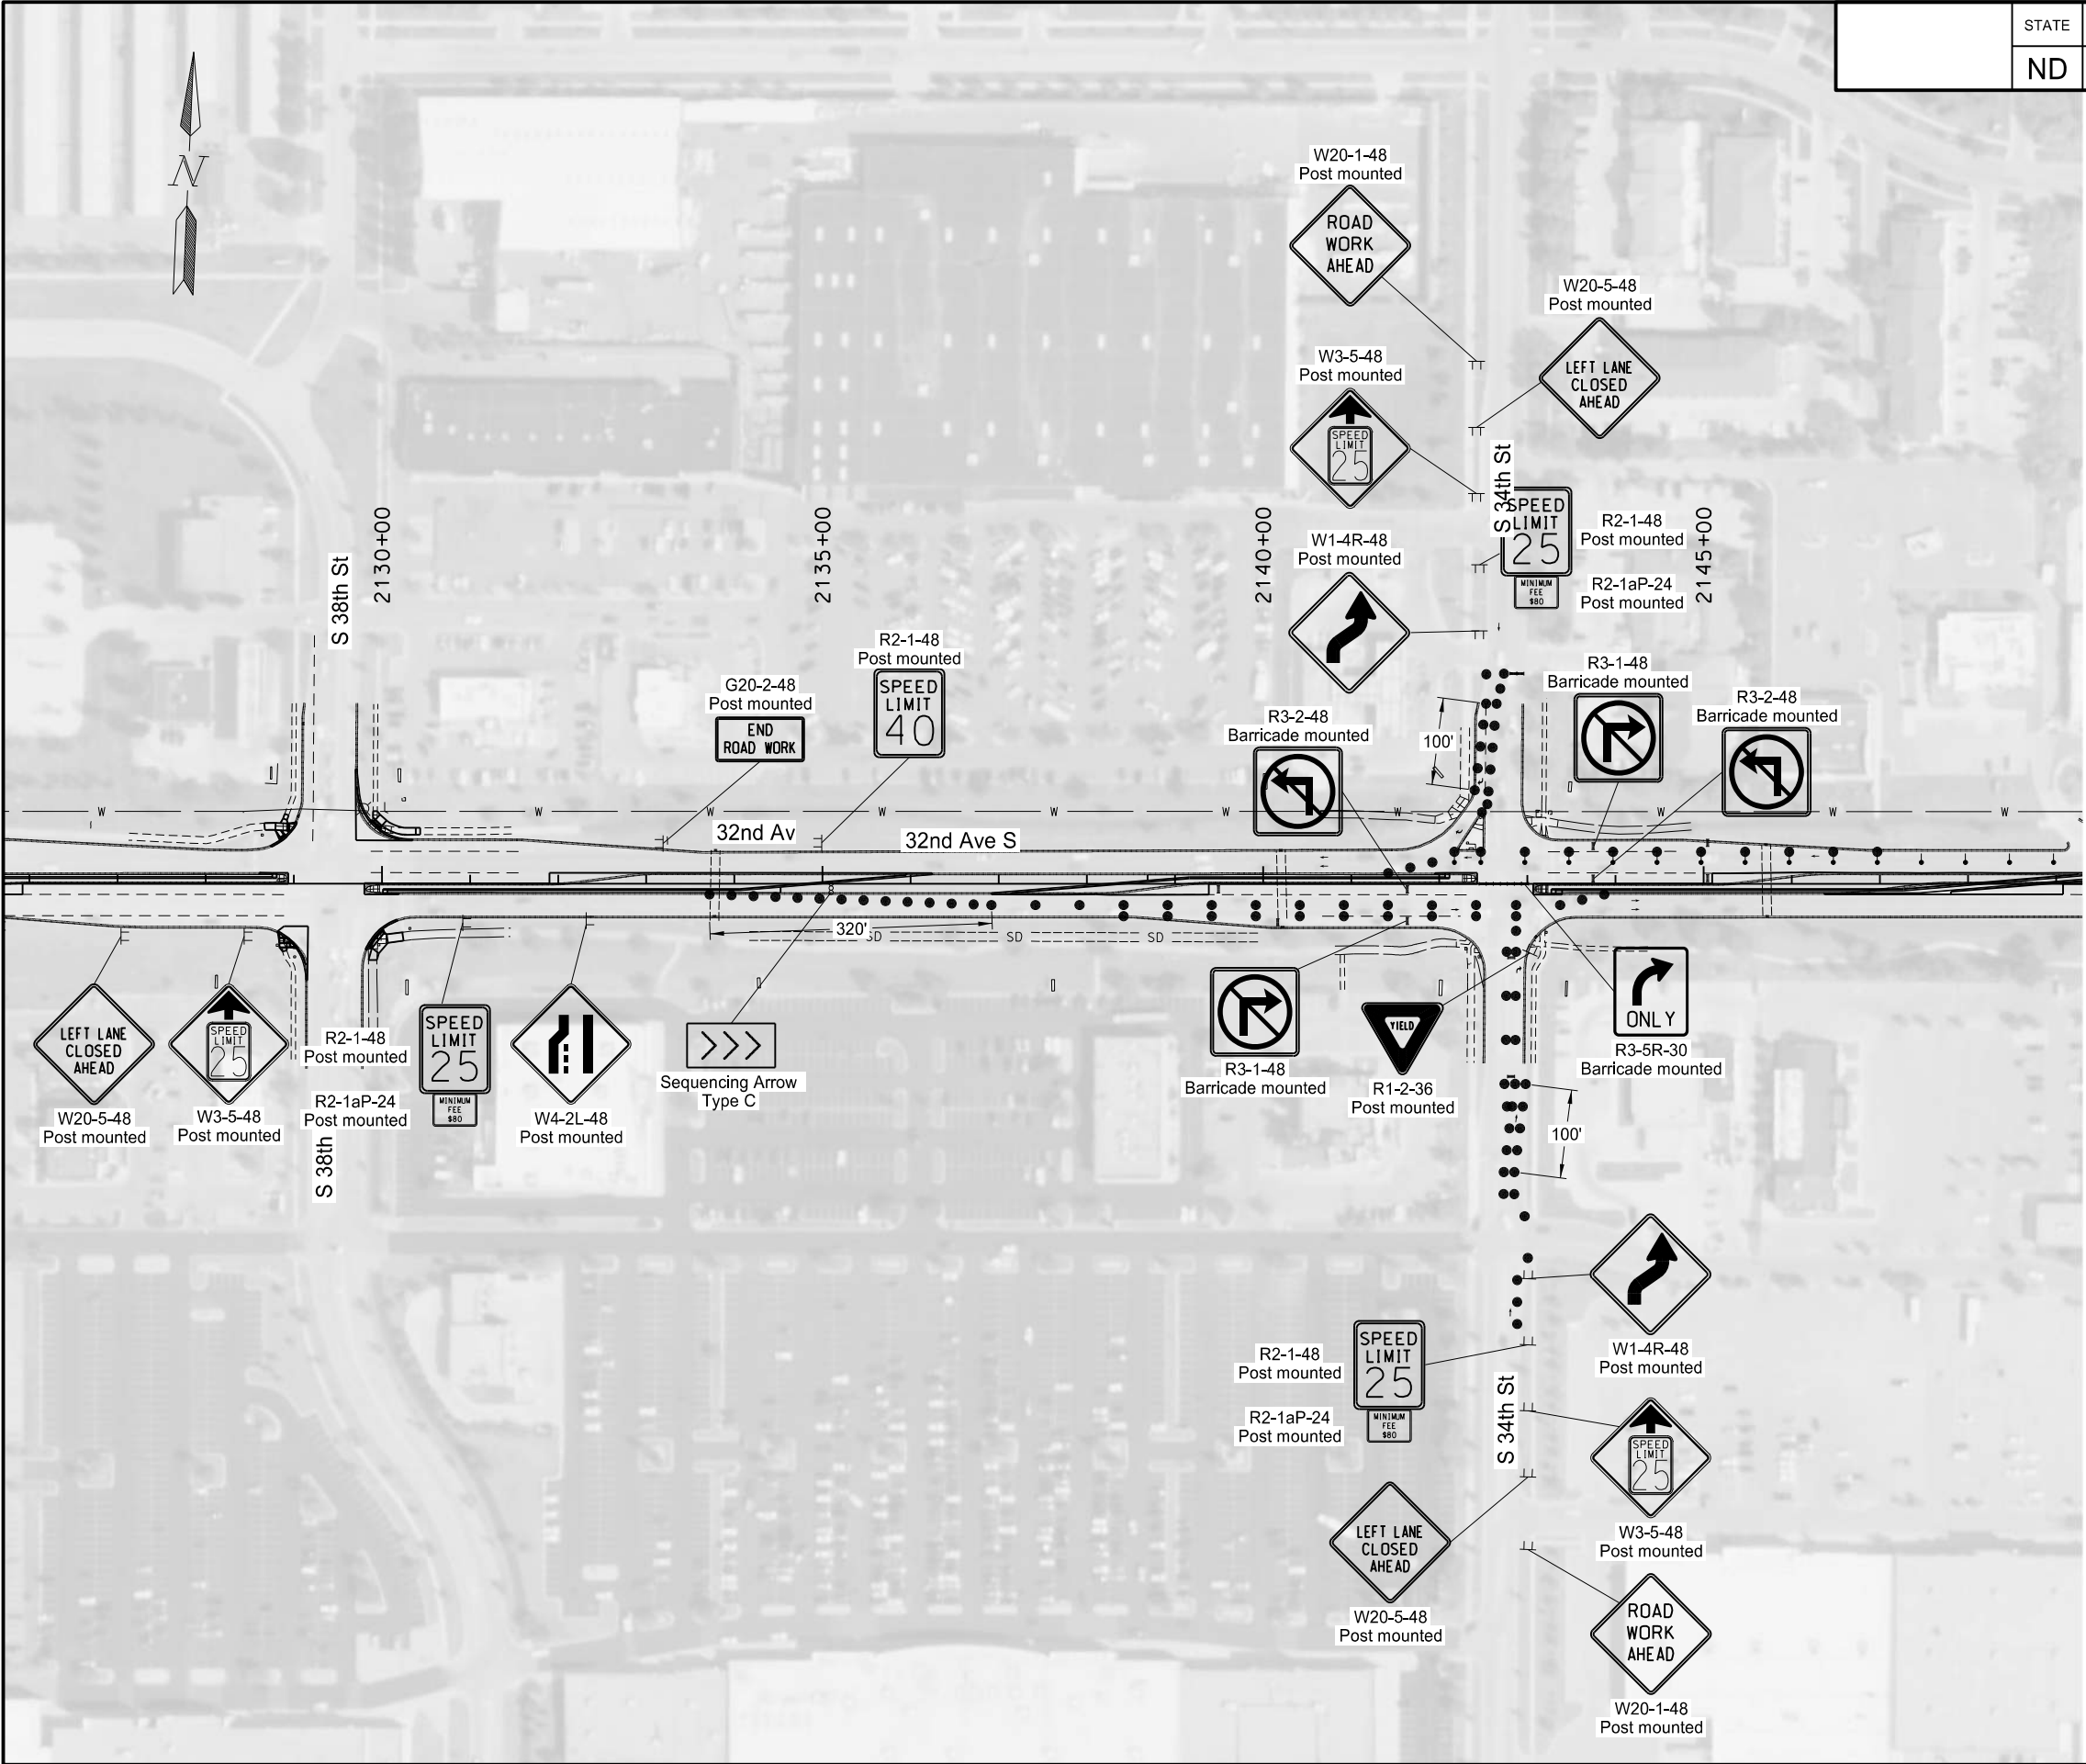 STATE
ND
N
W20-1-48
Post mounted
ROAD
WORK
AHEAD
W20-5-48
Post mounted
LEFT LANE
CLOSED
AHEAD
W3-5-48
Post mounted
SPEED
LIMIT
25
S 34th St
SPEED
LIMIT
25
MINIMUM
FEE
$80
R2-1-48
Post mounted
R2-1aP-24
Post mounted
W1-4R-48
Post mounted
S 38th St
2130+00
2135+00
2140+00
2145+00
R2-1-48
Post mounted
SPEED
LIMIT
40
G20-2-48
Post mounted
END
ROAD WORK
R3-2-48
Barricade mounted
100'
R3-1-48
Barricade mounted
R3-2-48
Barricade mounted
W W W W W W W W W W W
32nd Av
32nd Ave S
320'
SD SD SD
LEFT LANE
CLOSED
AHEAD
W20-5-48
Post mounted
SPEED
LIMIT
25
W3-5-48
Post mounted
R2-1-48
Post mounted
R2-1aP-24
Post mounted
SPEED
LIMIT
25
MINIMUM
FEE
$80
W4-2L-48
Post mounted
Sequencing Arrow
Type C
R3-1-48
Barricade mounted
YIELD
R1-2-36
Post mounted
ONLY
R3-5R-30
Barricade mounted
S 38th
100'
W1-4R-48
Post mounted
R2-1-48
Post mounted
R2-1aP-24
Post mounted
SPEED
LIMIT
25
MINIMUM
FEE
$80
S 34th St
SPEED
LIMIT
25
W3-5-48
Post mounted
LEFT LANE
CLOSED
AHEAD
W20-5-48
Post mounted
ROAD
WORK
AHEAD
W20-1-48
Post mounted